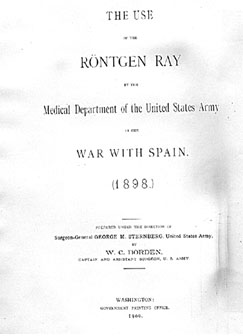 THE USE
OF THE
RÖNTGEN RAY
BY THE
Medical Department of the United States Army
IN THE
WAR WITH SPAIN.
(1898.)
PREPARED UNDER THE DIRECTION OF
Surgeon-General GEORGE M. STERNBERG, United States Army,
BY
W. C. BORDEN,
CAPTAIN AND ASSISTANT SURGEON, U. S. ARMY.
WASHINGTON:
GOVERNMENT PRINTING OFFICE.
1900.